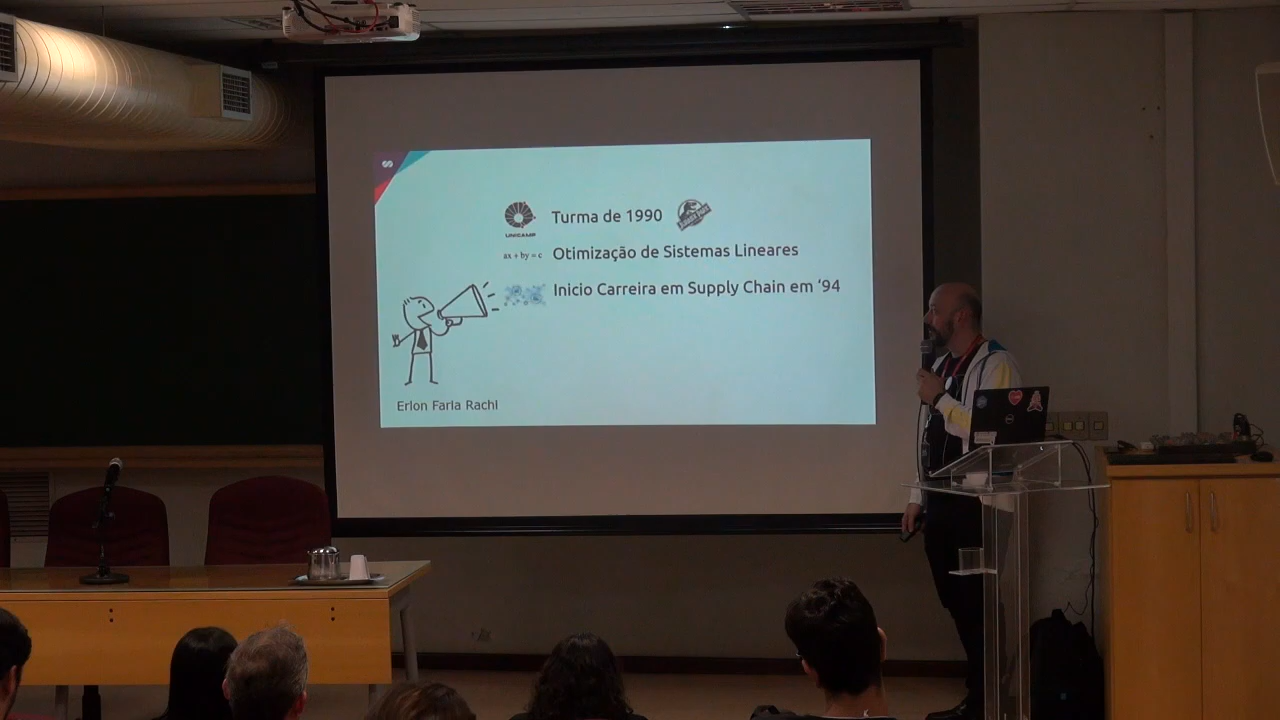 UNICAMP
Turma de 1990
ax + by = c
Otimização de Sistemas Lineares
Inicio Carreira em Supply Chain em ‘94
Erlon Faria Rachi